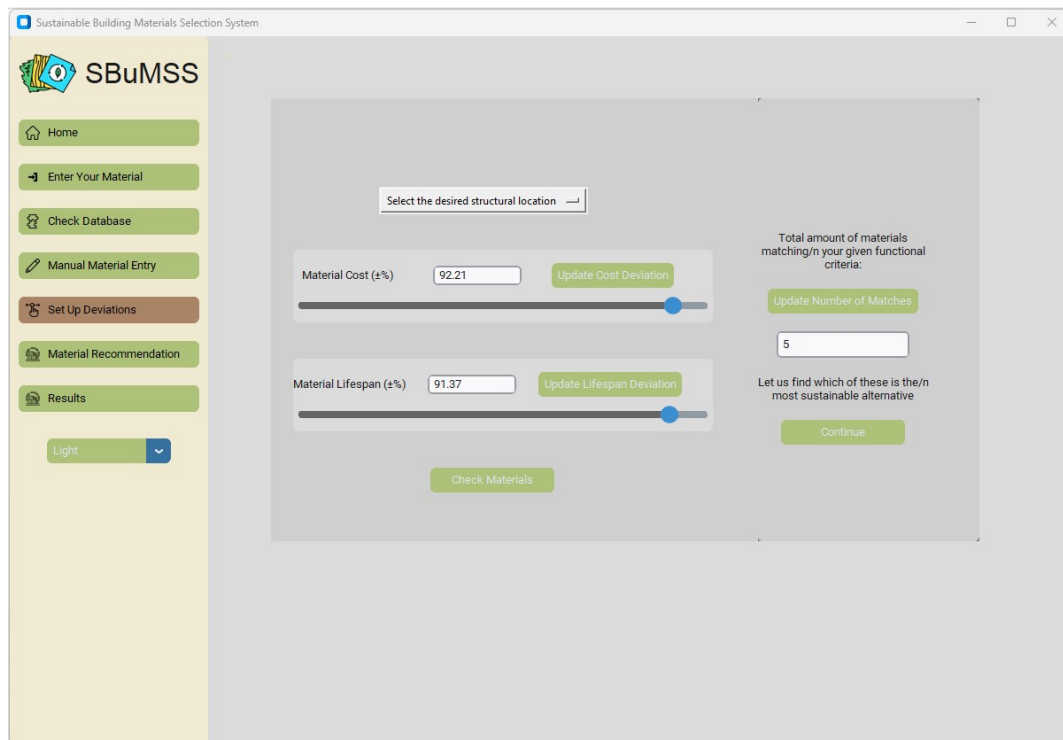 Sustainable Building Materials Selection System
SBuMSS
Home
Enter Your Material
Check Database
Manual Material Entry
Set Up Deviations
Material Recommendation
Results
Light
Select the desired structural location
Material Cost (±%)
92.21
Update Cost Deviation
Material Lifespan (±%)
91.37
Update Lifespan Deviation
Check Materials
Total amount of materials
matching/n your given functional
criteria:
Update Number of Matches
5
Let us find which of these is the/n
most sustainable alternative
Continue